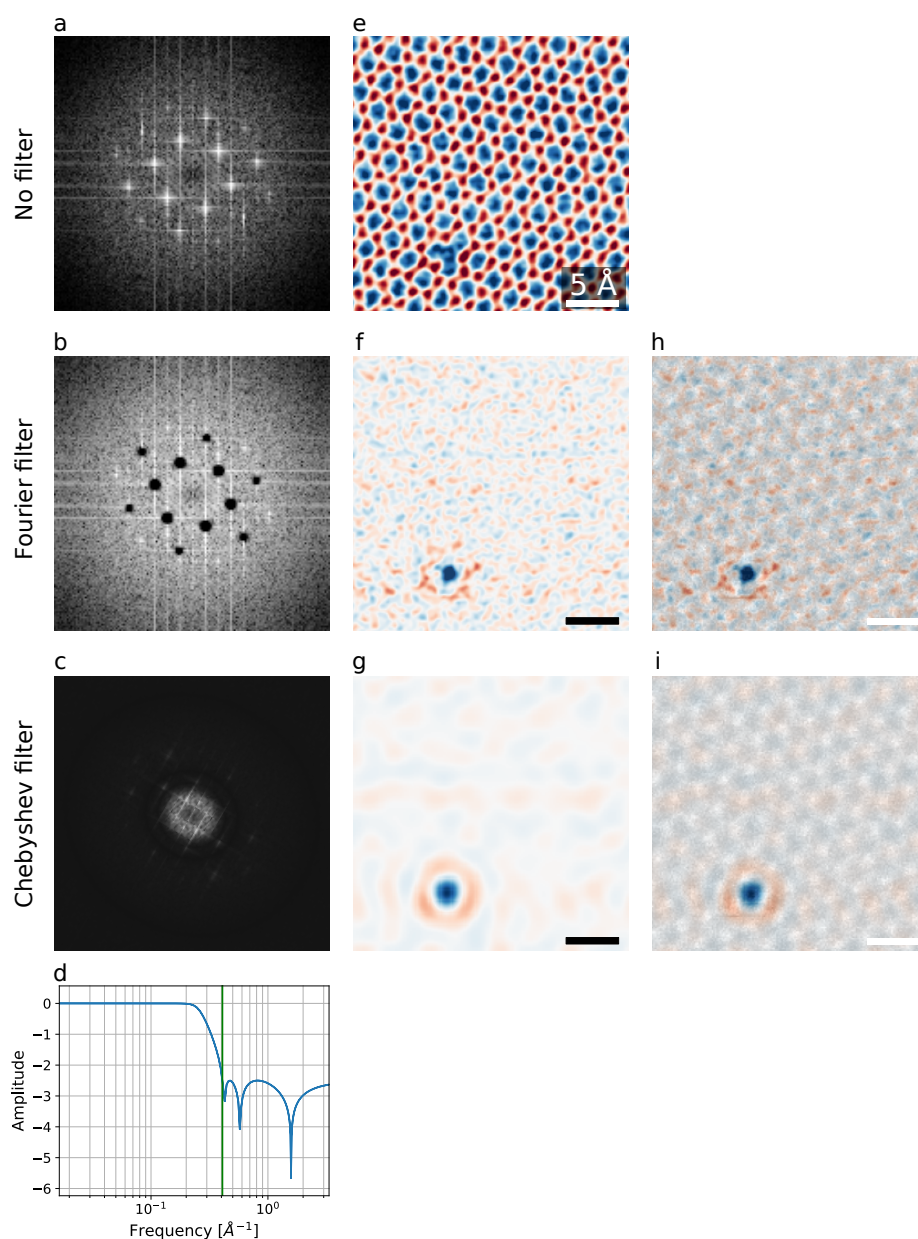 a
e
No filter
5 Å
b
f
h
Fourier filter
c
g
i
Chebyshev filter
d
0
−1
−2
−3
−4
−5
−6
Amplitude
10⁻¹
10⁰
Frequency [Å⁻¹]